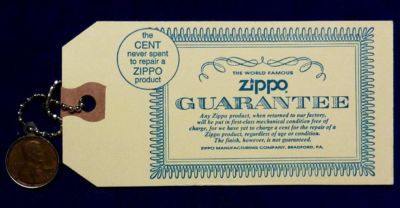 the
CENT
never spent
to repair a
ZIPPO
product
THE WORLD FAMOUS
zippo
GUARANTEE
Any Zippo product, when returned to our factory,
will be put in first-class mechanical condition free of
charge, for we have yet to charge a cent for the repair of a
Zippo product, regardless of age or condition.
The finish, however, is not guaranteed.
ZIPPO MANUFACTURING COMPANY, BRADFORD, PA.